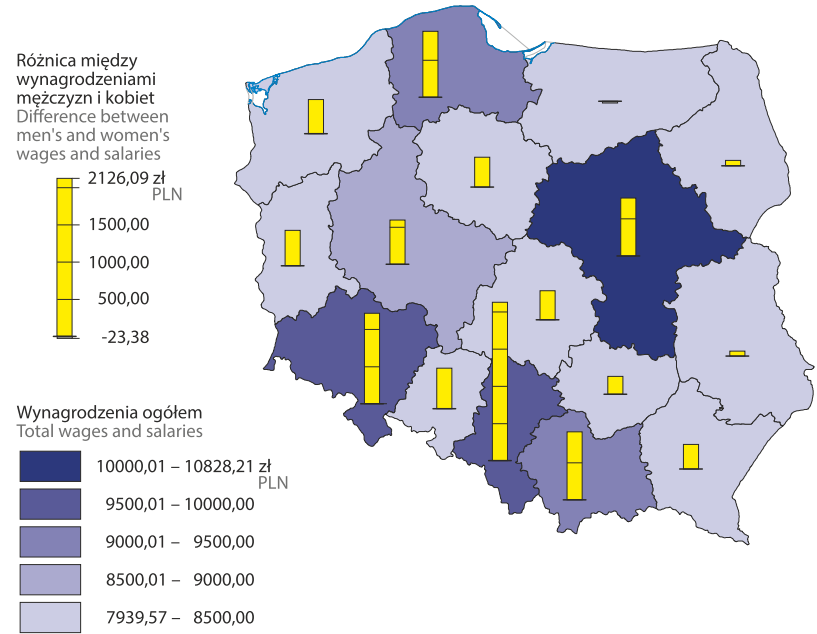 Różnica między
wynagrodzeniami
mężczyzn i kobiet
Difference between
men's and women's
wages and salaries
2126,09 zł
PLN
1500,00
1000,00
500,00
-23,38
Wynagrodzenia ogółem
Total wages and salaries
10000,01 – 10828,21 zł
PLN
9500,01 – 10000,00
9000,01 – 9500,00
8500,01 – 9000,00
7939,57 – 8500,00